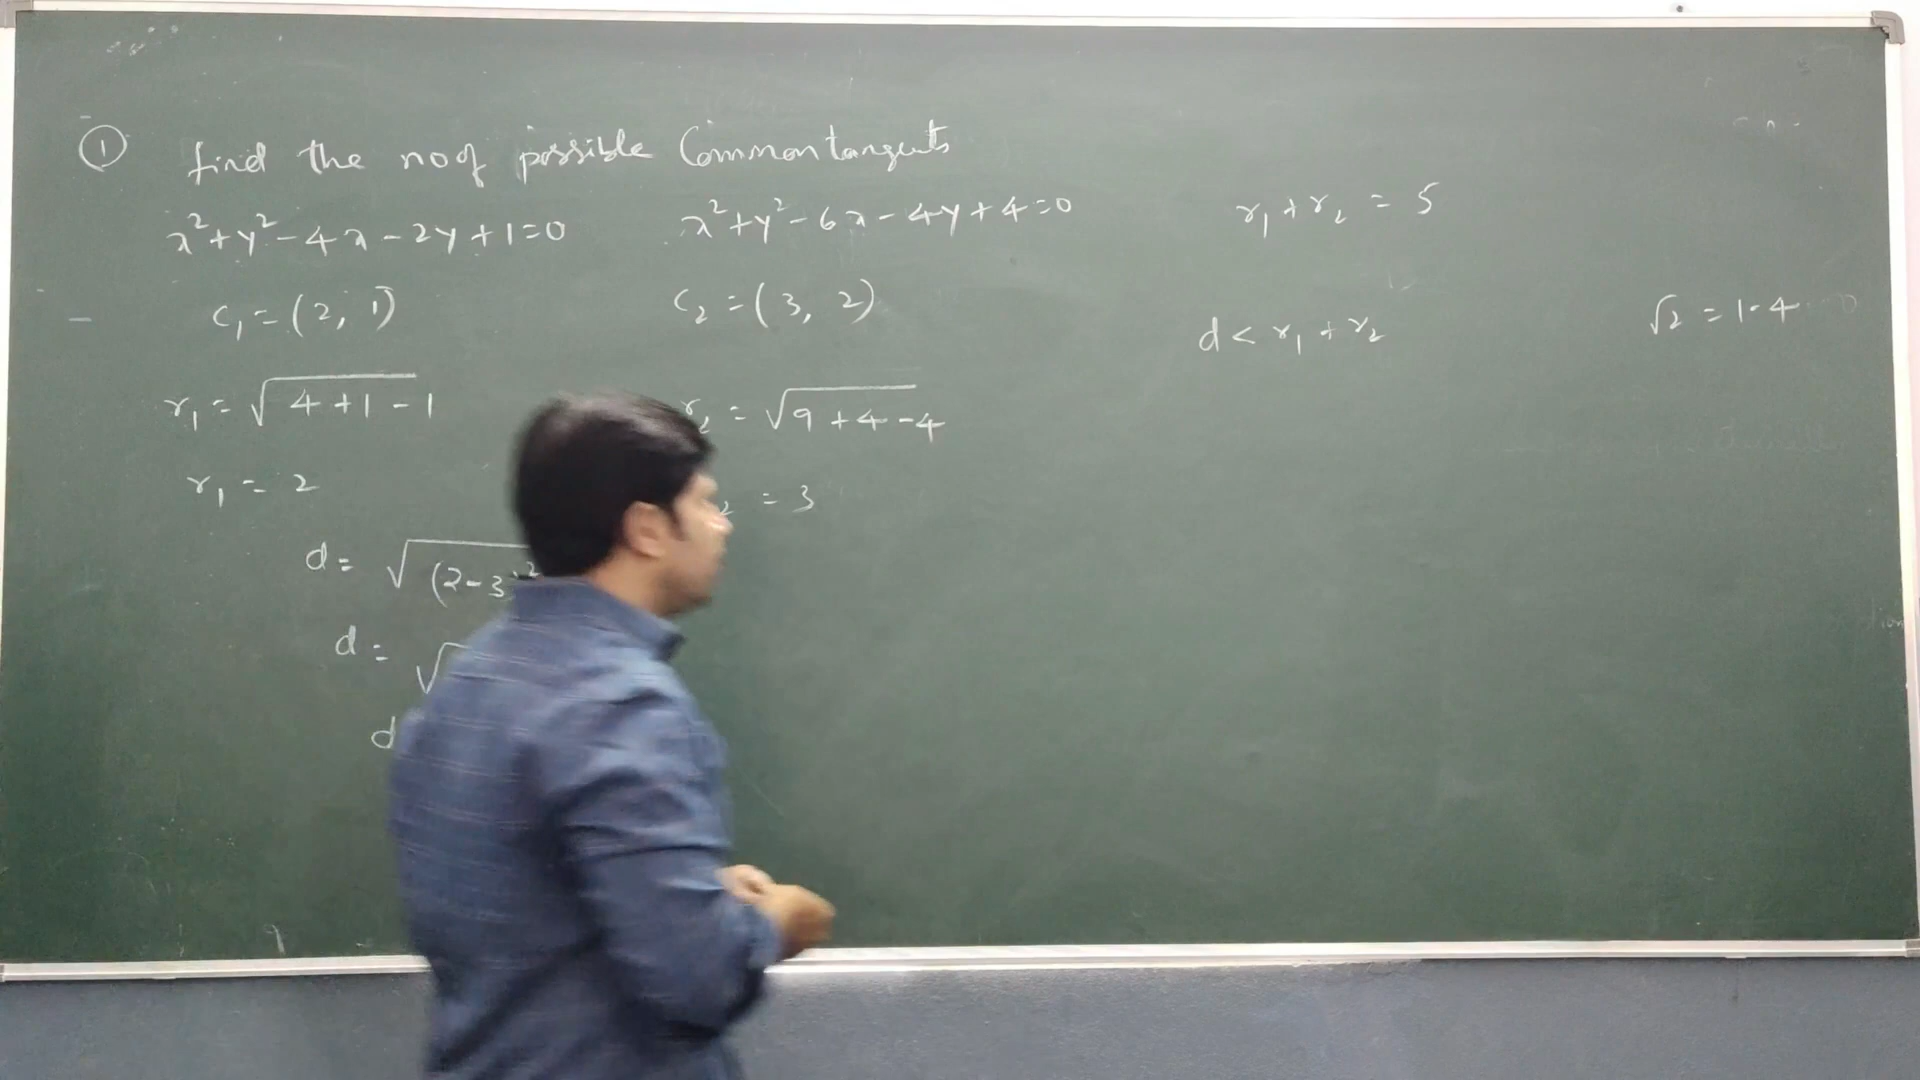 ① find the no of possible Common tangents
x²+y²-4x-2y+1=0
x²+y²-6x-4y+4=0
C₁=(2, 1)
C₂=(3, 2)
r₁=√4+1-1
r₂=√9+4-4
r₁=2
₂=3
d=√(2-3)²
d=√
d
r₁+r₂=5
d<r₁+r₂
√2=1.4